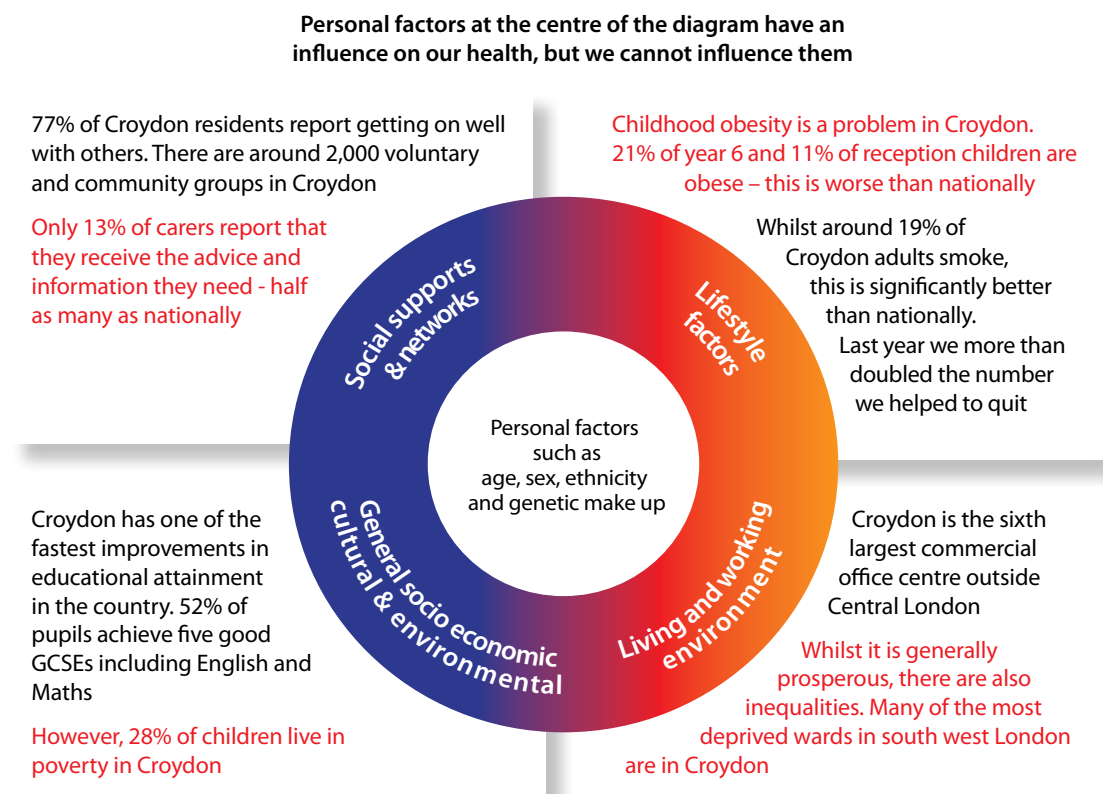 Personal factors at the centre of the diagram have an
influence on our health, but we cannot influence them
77% of Croydon residents report getting on well
with others. There are around 2,000 voluntary
and community groups in Croydon
Only 13% of carers report that
they receive the advice and
information they need - half
as many as nationally
Childhood obesity is a problem in Croydon.
21% of year 6 and 11% of reception children are
obese – this is worse than nationally
Whilst around 19% of
Croydon adults smoke,
this is significantly better
than nationally.
Last year we more than
doubled the number
we helped to quit
Social supports
& networks
Lifestyle
factors
Personal factors
such as
age, sex, ethnicity
and genetic make up
General socio economic
cultural & environmental
Living and working
environment
Croydon has one of the
fastest improvements in
educational attainment
in the country. 52% of
pupils achieve five good
GCSEs including English and
Maths
However, 28% of children live in
poverty in Croydon
Croydon is the sixth
largest commercial
office centre outside
Central London
Whilst it is generally
prosperous, there are also
inequalities. Many of the most
deprived wards in south west London
are in Croydon